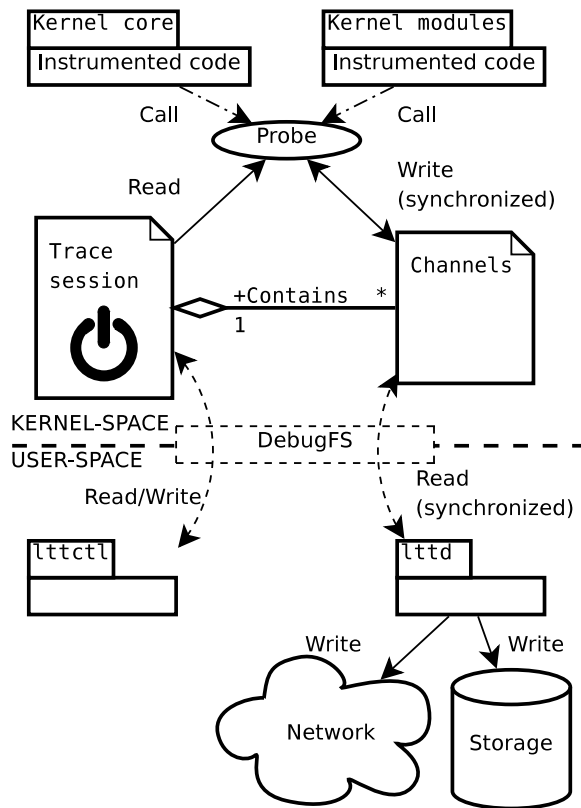 Kernel core
Kernel modules
Instrumented code
Instrumented code
Call
Call
Probe
Read
Write
(synchronized)
Trace
session
Channels
+Contains *
1
KERNEL-SPACE
DebugFS
USER-SPACE
Read/Write
Read
(synchronized)
lttctl
lttd
Write
Write
Network
Storage